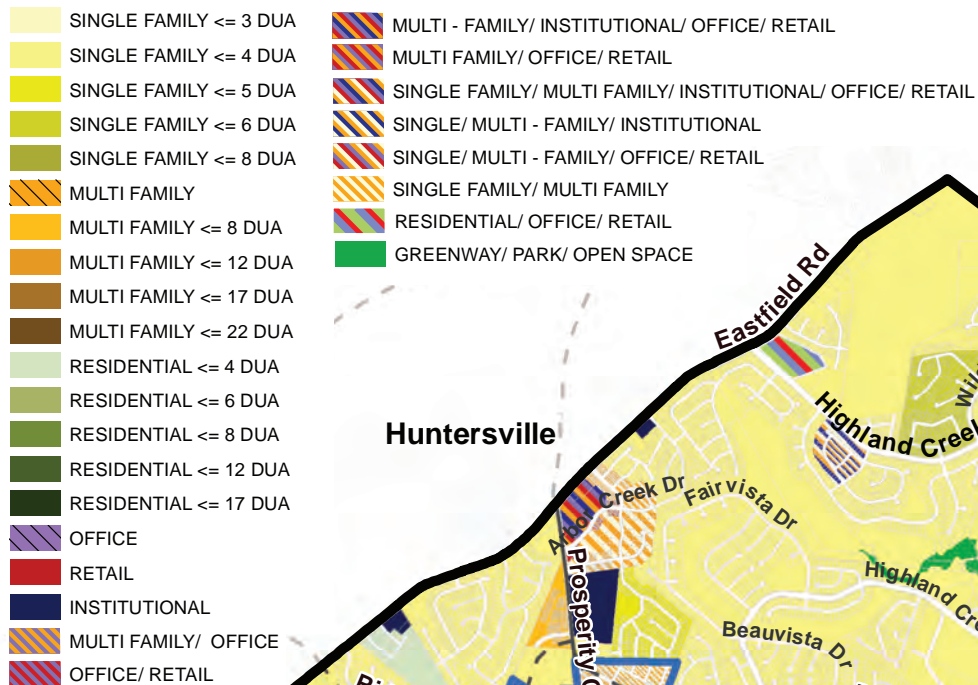 SINGLE FAMILY <= 3 DUA
SINGLE FAMILY <= 4 DUA
SINGLE FAMILY <= 5 DUA
SINGLE FAMILY <= 6 DUA
SINGLE FAMILY <= 8 DUA
MULTI FAMILY
MULTI FAMILY <= 8 DUA
MULTI FAMILY <= 12 DUA
MULTI FAMILY <= 17 DUA
MULTI FAMILY <= 22 DUA
RESIDENTIAL <= 4 DUA
RESIDENTIAL <= 6 DUA
RESIDENTIAL <= 8 DUA
RESIDENTIAL <= 12 DUA
RESIDENTIAL <= 17 DUA
OFFICE
RETAIL
INSTITUTIONAL
MULTI FAMILY/ OFFICE
OFFICE/ RETAIL
MULTI - FAMILY/ INSTITUTIONAL/ OFFICE/ RETAIL
MULTI FAMILY/ OFFICE/ RETAIL
SINGLE FAMILY/ MULTI FAMILY/ INSTITUTIONAL/ OFFICE/ RETAIL
SINGLE/ MULTI - FAMILY/ INSTITUTIONAL
SINGLE/ MULTI - FAMILY/ OFFICE/ RETAIL
SINGLE FAMILY/ MULTI FAMILY
RESIDENTIAL/ OFFICE/ RETAIL
GREENWAY/ PARK/ OPEN SPACE
Eastfield Rd
Highland Creek
Huntersville
Arbor Creek Dr
Fairvista Dr
Prosperity
Highland Cre
Beauvista Dr